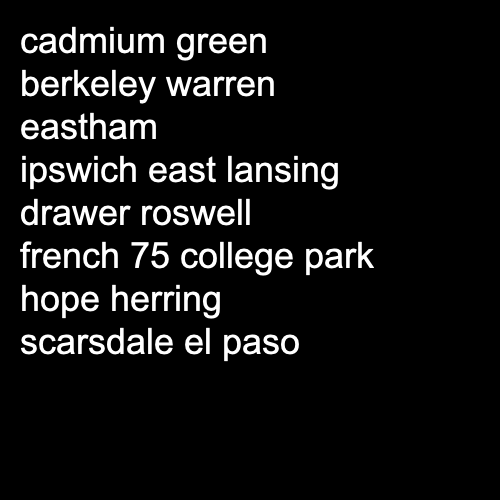 cadmium green
berkeley warren
eastham
ipswich east lansing
drawer roswell
french 75 college park
hope herring
scarsdale el paso